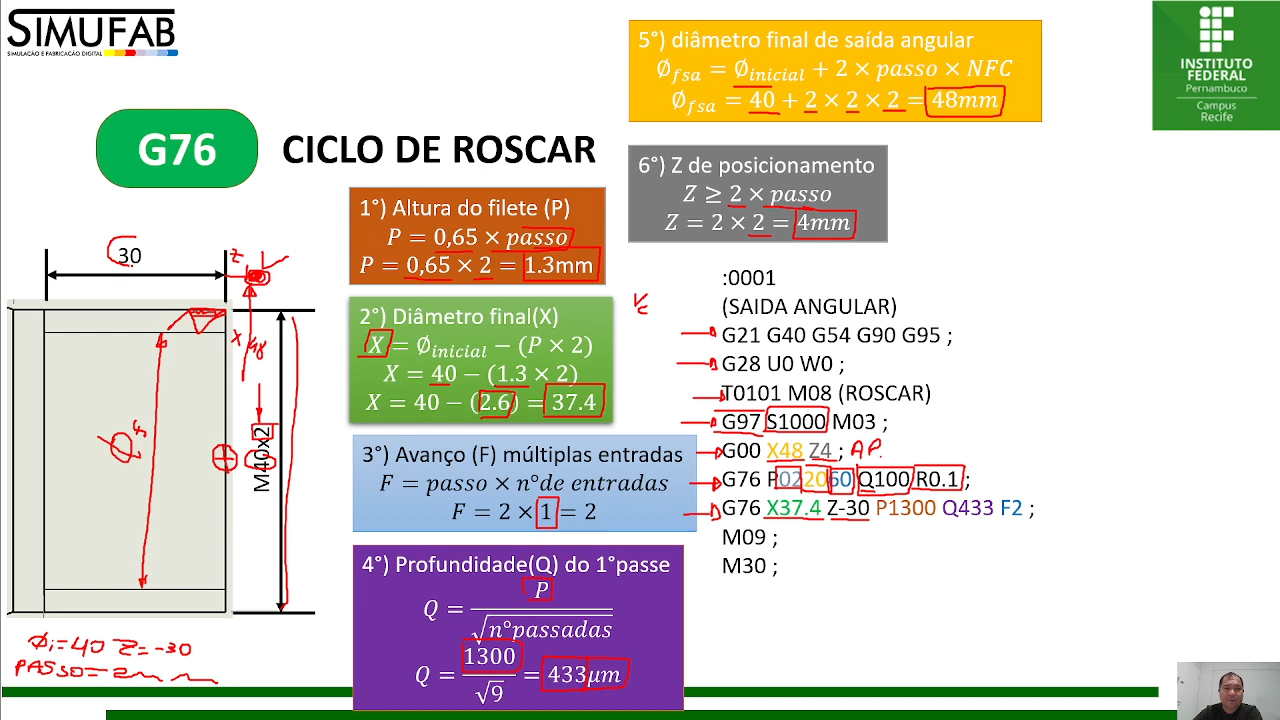 SIMUFAB
SIMULAÇÃO E FABRICAÇÃO DIGITAL
INSTITUTO
FEDERAL
Pernambuco
Campus
Recife
G76
CICLO DE ROSCAR
30
Z
X
48
M40x2
Øi=40 Z=-30
PASSO=2mm
1°) Altura do filete (P)
P = 0,65 × passo
P = 0,65 × 2 = 1.3mm
2°) Diâmetro final(X)
X = Ø inicial − (P × 2)
X = 40 − (1.3 × 2)
X = 40 − (2.6) = 37.4
3°) Avanço (F) múltiplas entradas
F = passo × n°de entradas
F = 2 × 1 = 2
4°) Profundidade(Q) do 1°passe
Q = P / √n°passadas
Q = 1300 / √9 = 433μm
5°) diâmetro final de saída angular
Ø fsa = Ø inicial + 2 × passo × NFC
Ø fsa = 40 + 2 × 2 × 2 = 48mm
6°) Z de posicionamento
Z ≥ 2 × passo
Z = 2 × 2 = 4mm
:0001
(SAIDA ANGULAR)
G21 G40 G54 G90 G95 ;
G28 U0 W0 ;
T0101 M08 (ROSCAR)
G97 S1000 M03 ;
G00 X48 Z4 ; AP.
G76 P022060 Q100 R0.1 ;
G76 X37.4 Z-30 P1300 Q433 F2 ;
M09 ;
M30 ;